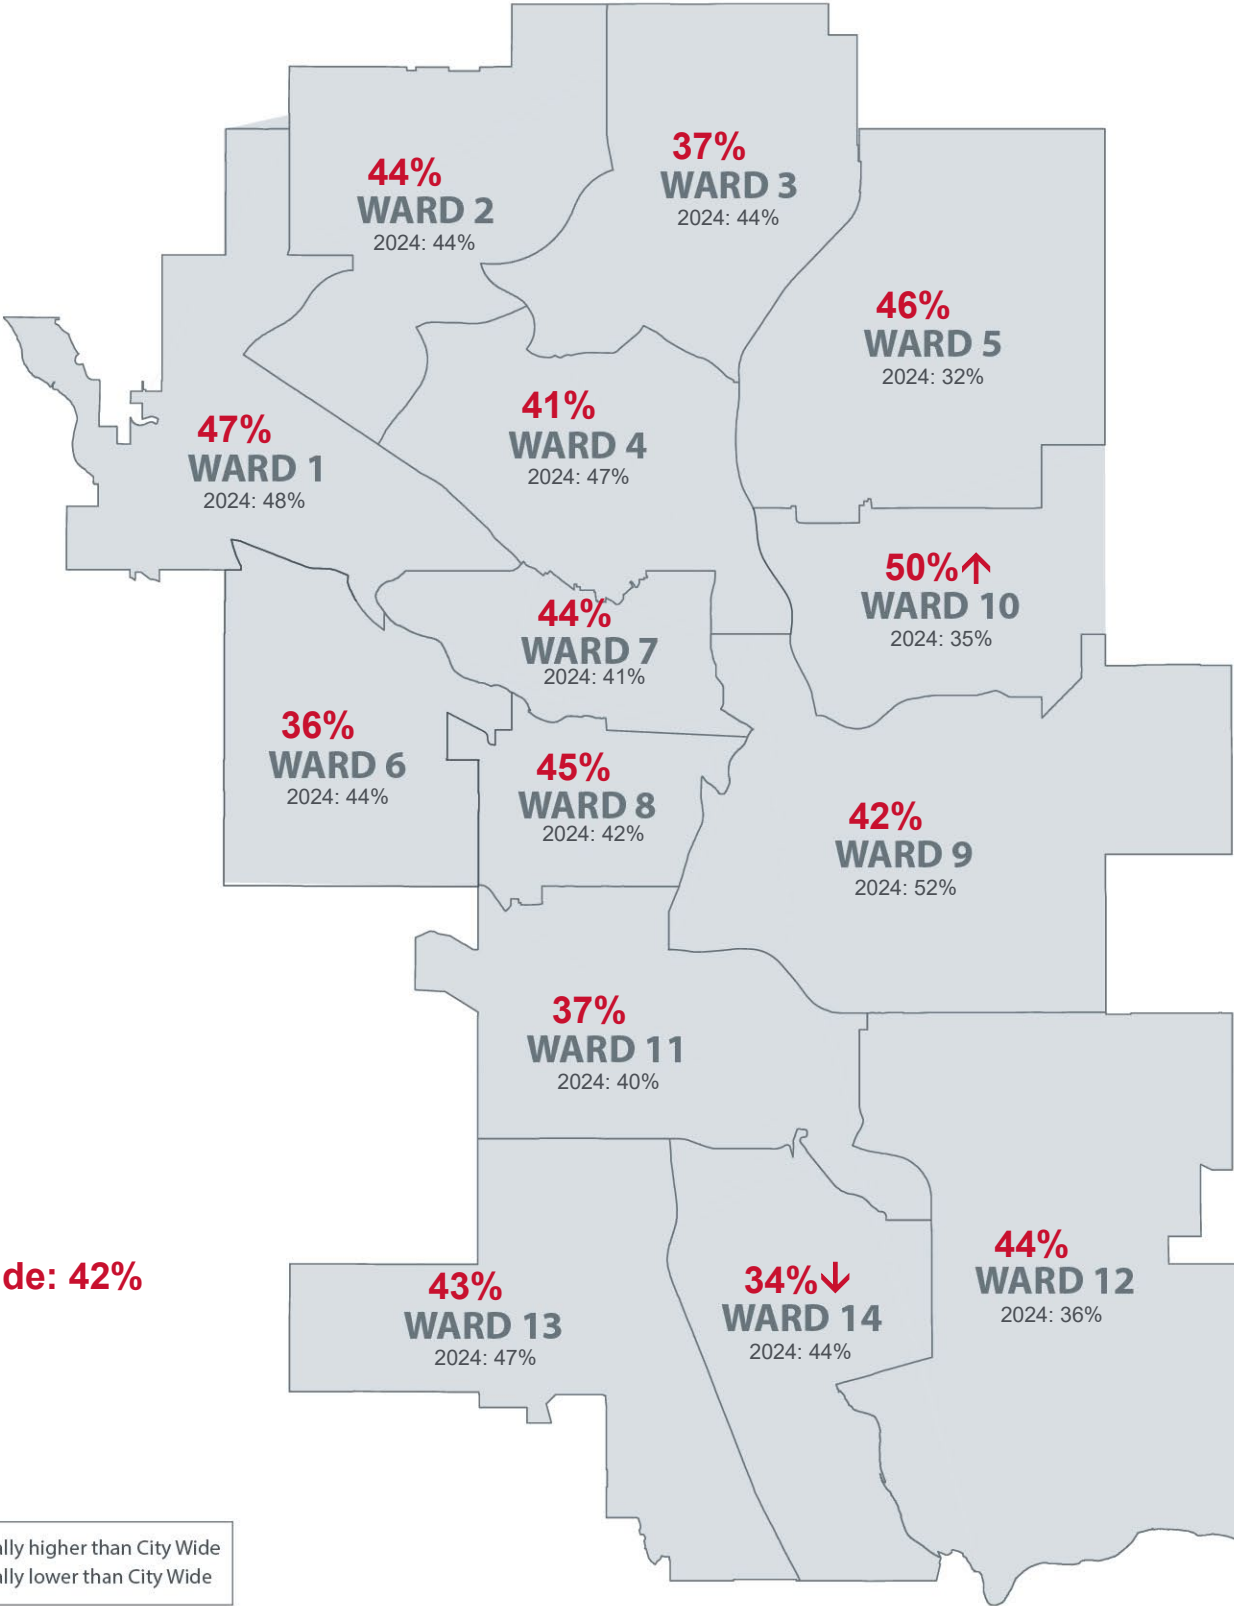 37%
WARD 3
2024: 44%
44%
WARD 2
2024: 44%
46%
WARD 5
2024: 32%
41%
WARD 4
2024: 47%
47%
WARD 1
2024: 48%
50%↑
WARD 10
2024: 35%
44%
WARD 7
2024: 41%
36%
WARD 6
2024: 44%
45%
WARD 8
2024: 42%
42%
WARD 9
2024: 52%
37%
WARD 11
2024: 40%
44%
WARD 12
2024: 36%
de: 42%
43%
WARD 13
2024: 47%
34%↓
WARD 14
2024: 44%
ally higher than City Wide
ally lower than City Wide